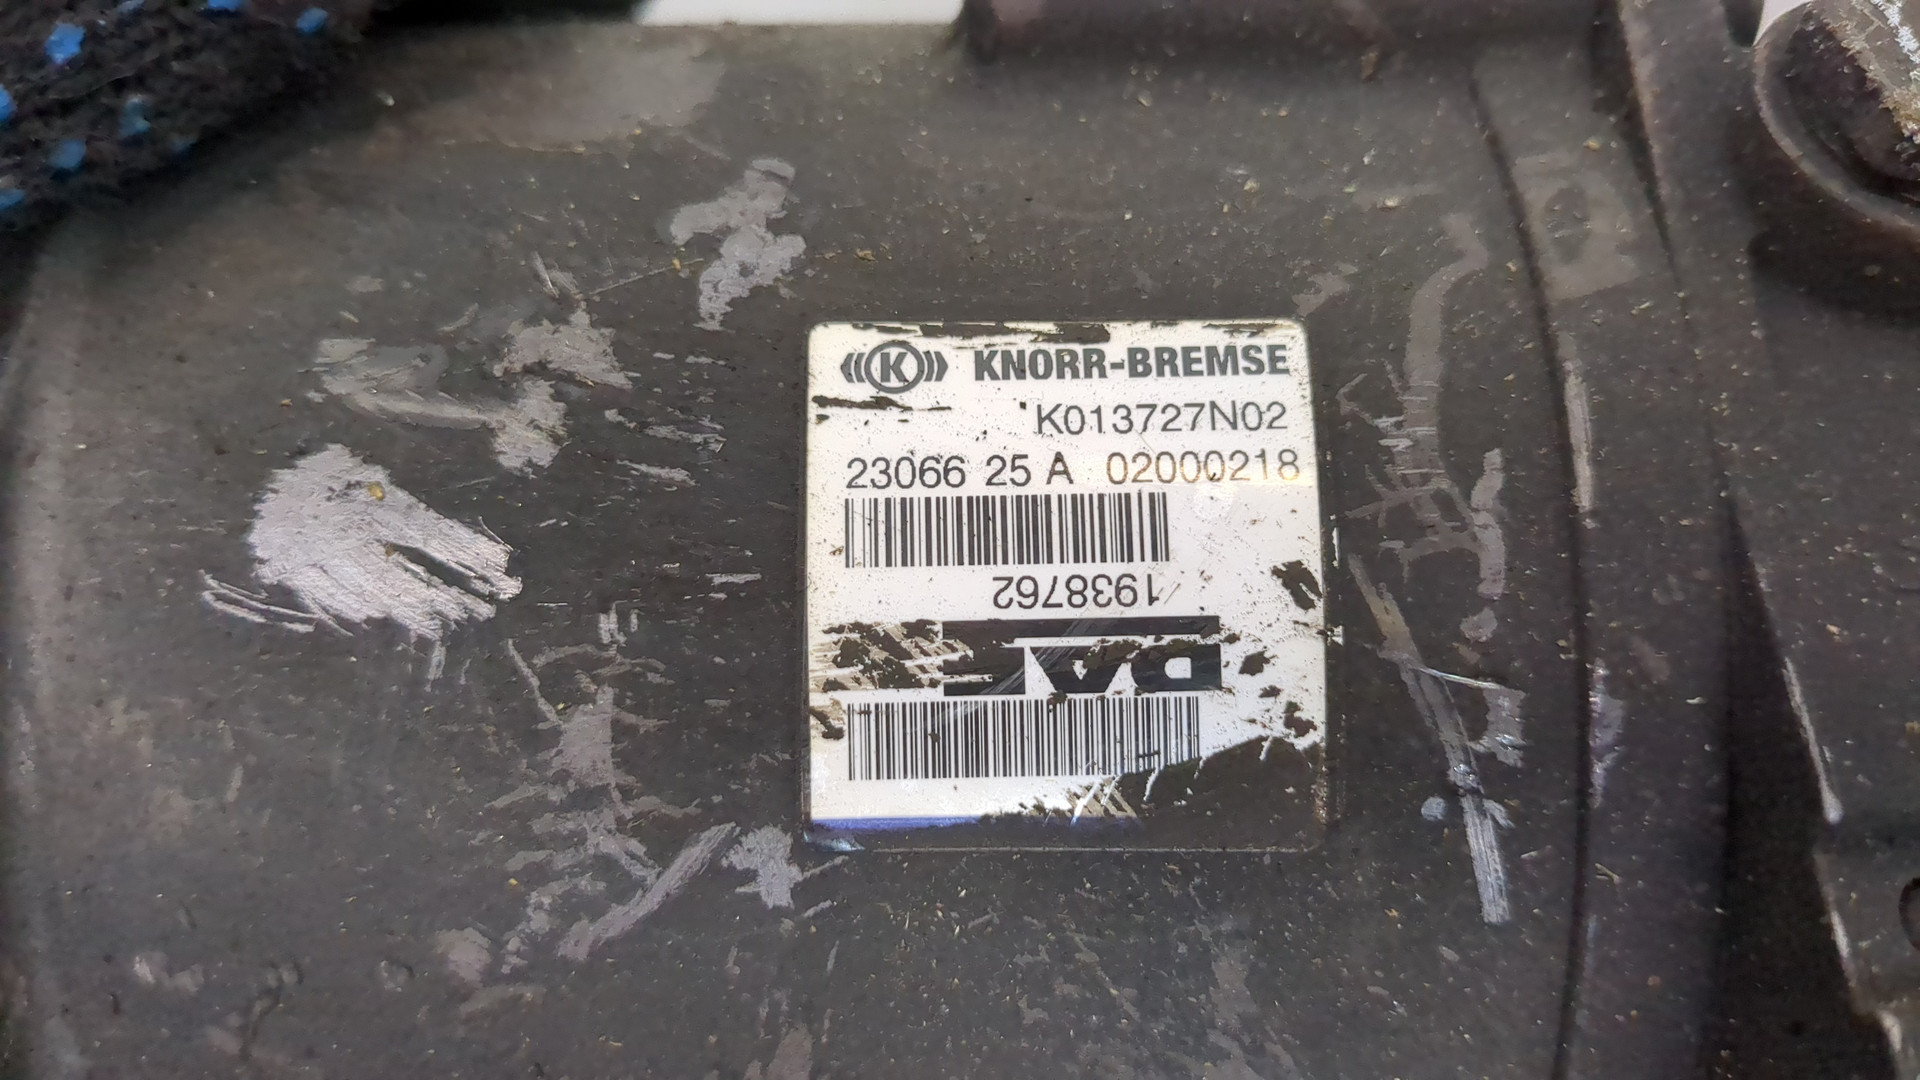 K KNORR-BREMSE
K013727N02
23066 25 A 02000218
1938762
DAF